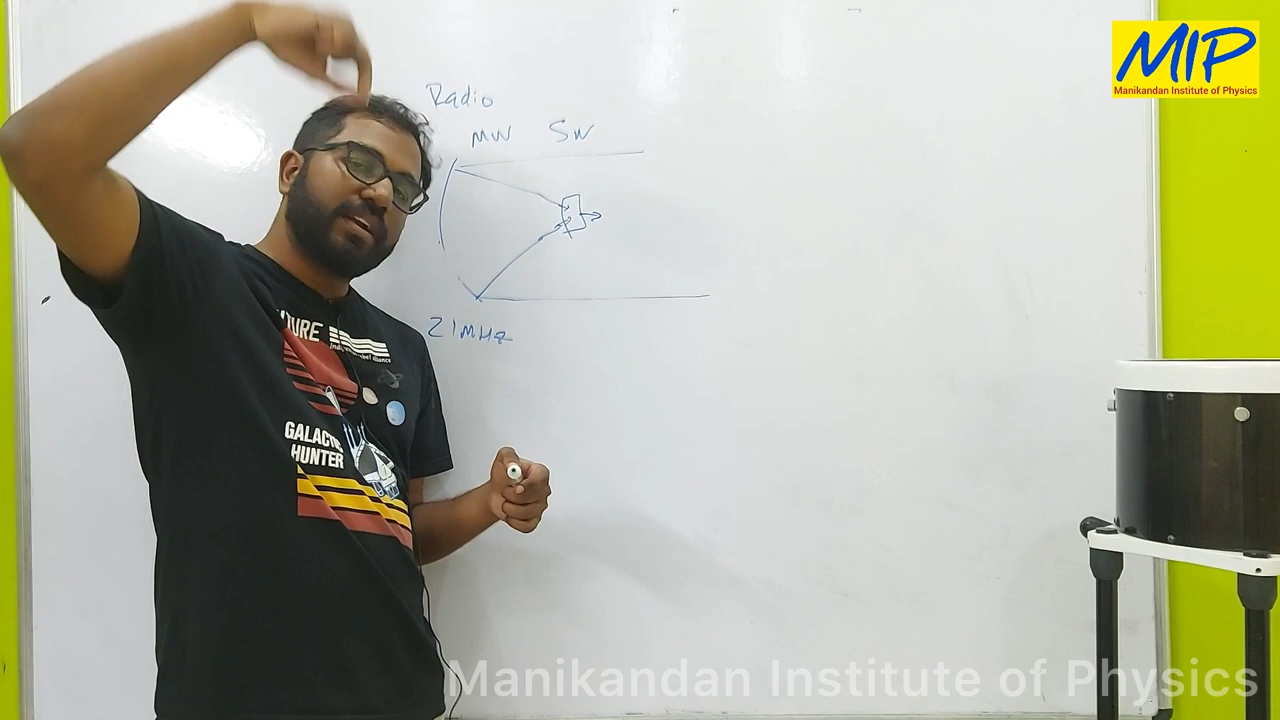 MIP
Manikandan Institute of Physics
Radio
MW SW
21MHz
GALACTIC
HUNTER
Manikandan Institute of Physics